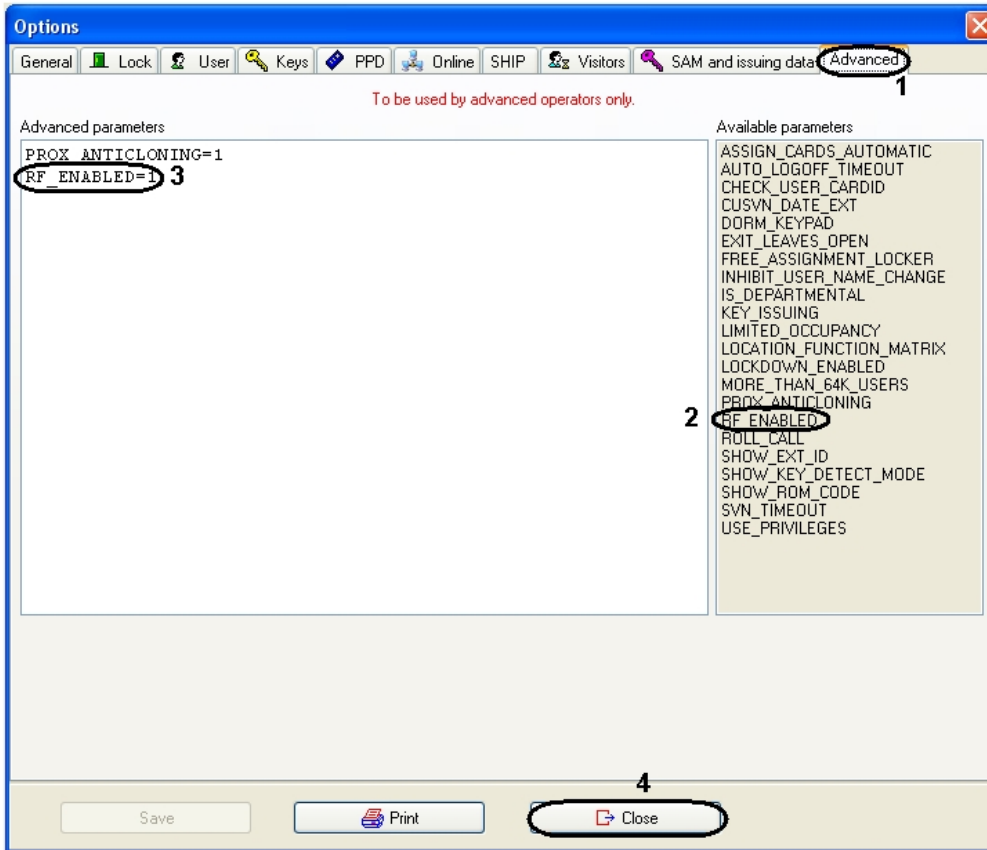 Options
General Lock User Keys PPD Online SHIP Visitors SAM and issuing data Advanced
1
To be used by advanced operators only.
Advanced parameters
PROX_ANTICLONING=1
RF_ENABLED=1 3
Available parameters
ASSIGN_CARDS_AUTOMATIC
AUTO_LOGOFF_TIMEOUT
CHECK_USER_CARDID
CUSVN_DATE_EXT
DORM_KEYPAD
EXIT_LEAVES_OPEN
FREE_ASSIGNMENT_LOCKER
INHIBIT_USER_NAME_CHANGE
IS_DEPARTMENTAL
KEY_ISSUING
LIMITED_OCCUPANCY
LOCATION_FUNCTION_MATRIX
LOCKDOWN_ENABLED
MORE_THAN_64K_USERS
PROX_ANTICLONING
2 RF_ENABLED
ROLL_CALL
SHOW_EXT_ID
SHOW_KEY_DETECT_MODE
SHOW_ROM_CODE
SVN_TIMEOUT
USE_PRIVILEGES
4
Save Print Close